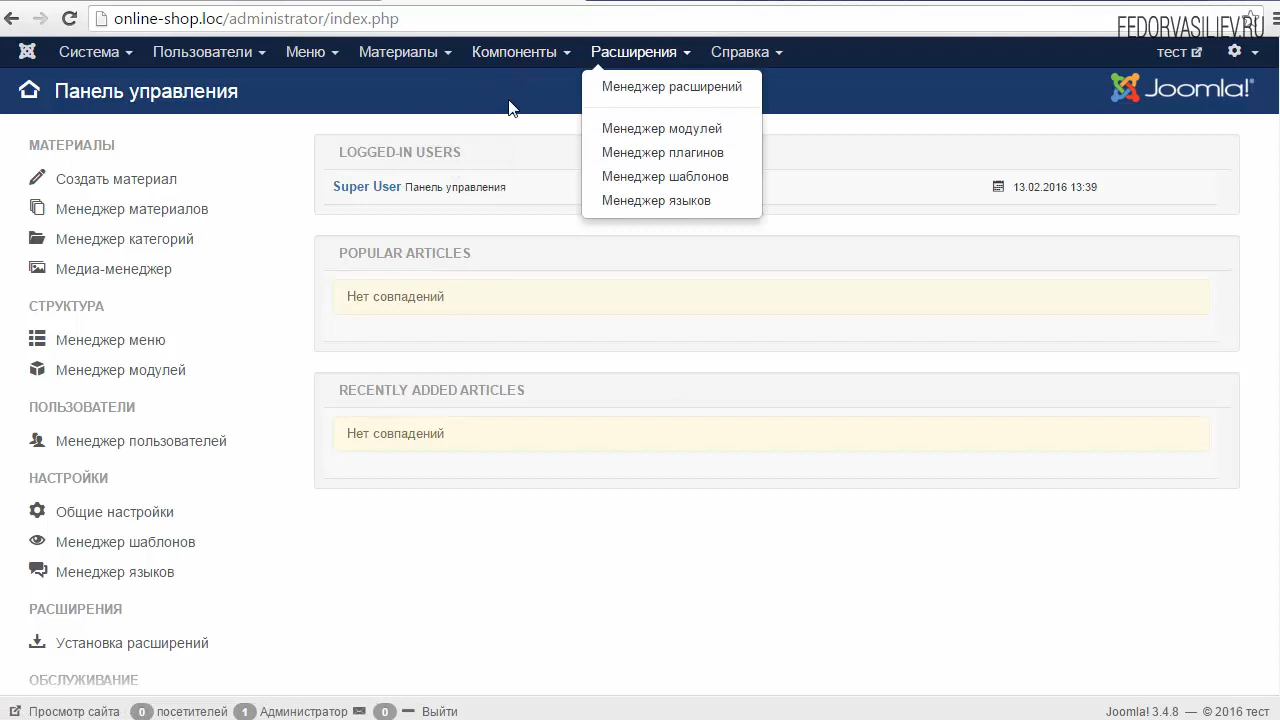 online-shop.loc/administrator/index.php
FEDORVASILIEV.RU
Система Пользователи Меню Материалы Компоненты Расширения Справка тест
Панель управления
Joomla!
Менеджер расширений
Менеджер модулей
Менеджер плагинов
Менеджер шаблонов
Менеджер языков
МАТЕРИАЛЫ
Создать материал
Менеджер материалов
Менеджер категорий
Медиа-менеджер
СТРУКТУРА
Менеджер меню
Менеджер модулей
ПОЛЬЗОВАТЕЛИ
Менеджер пользователей
НАСТРОЙКИ
Общие настройки
Менеджер шаблонов
Менеджер языков
РАСШИРЕНИЯ
Установка расширений
ОБСЛУЖИВАНИЕ
LOGGED-IN USERS
Super User Панель управления 13.02.2016 13:39
POPULAR ARTICLES
Нет совпадений
RECENTLY ADDED ARTICLES
Нет совпадений
Просмотр сайта 0 посетителей 1 Администратор 0 Выйти Joomla! 3.4.8 — © 2016 тест